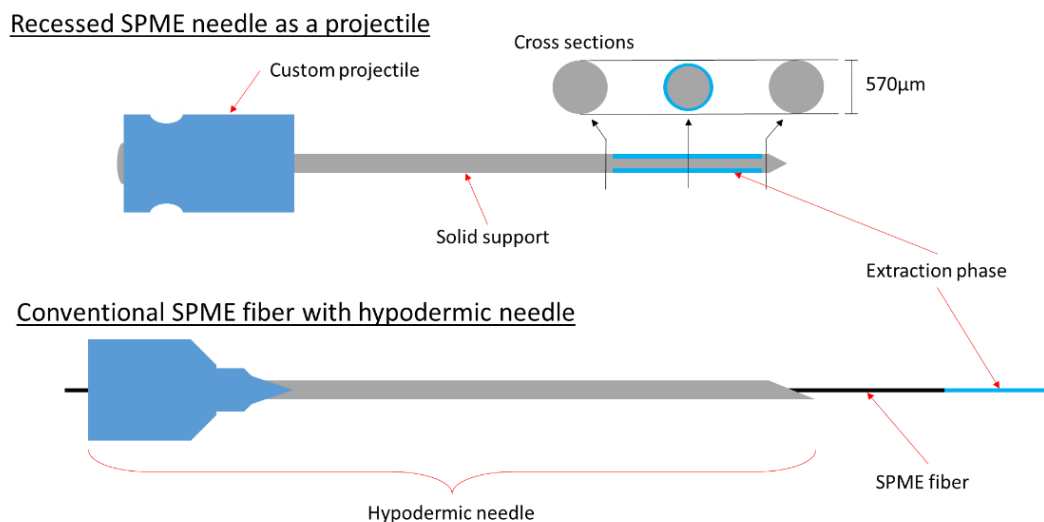 Recessed SPME needle as a projectile
Cross sections
Custom projectile
570µm
Solid support
Extraction phase
Conventional SPME fiber with hypodermic needle
SPME fiber
Hypodermic needle